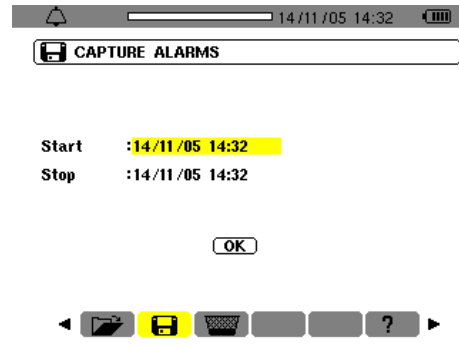 14/11/05 14:32
CAPTURE ALARMS
Start :14/11/05 14:32
Stop :14/11/05 14:32
OK
?